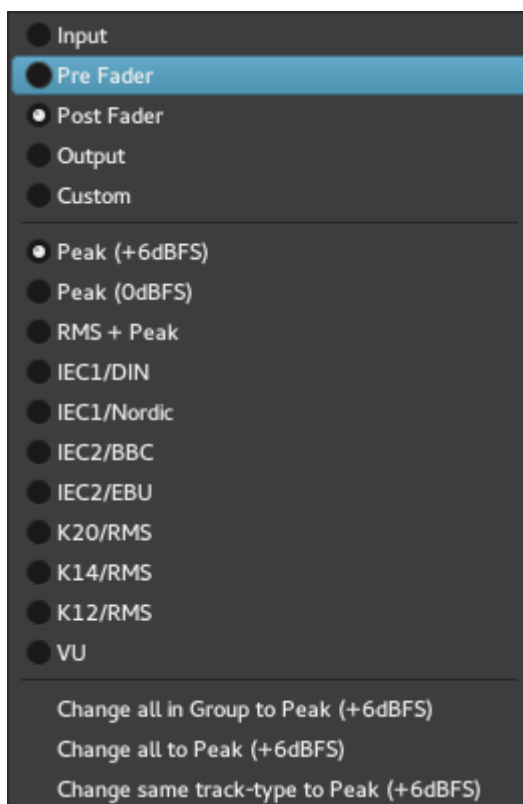 Input
Pre Fader
Post Fader
Output
Custom
Peak (+6dBFS)
Peak (0dBFS)
RMS + Peak
IEC1/DIN
IEC1/Nordic
IEC2/BBC
IEC2/EBU
K20/RMS
K14/RMS
K12/RMS
VU
Change all in Group to Peak (+6dBFS)
Change all to Peak (+6dBFS)
Change same track-type to Peak (+6dBFS)